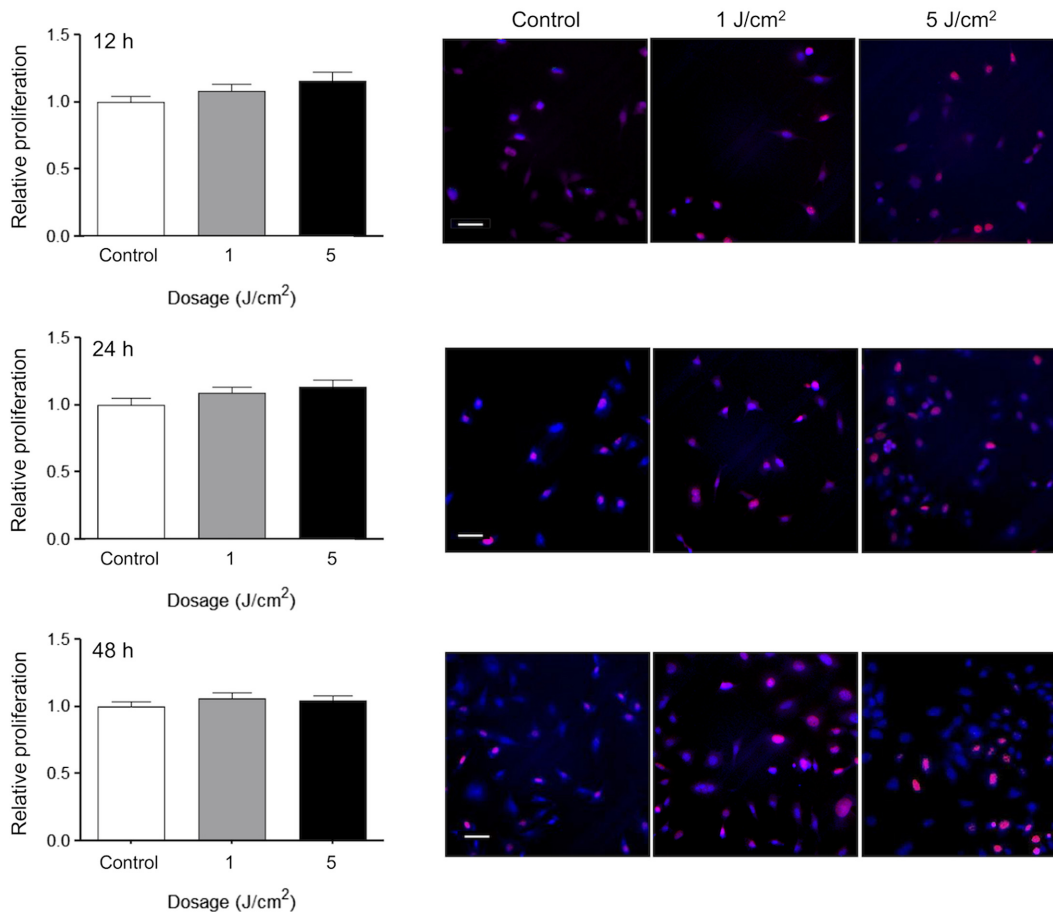 Control 1 J/cm² 5 J/cm²
12 h
Relative proliferation
1.5
1.0
0.5
0.0
Control 1 5
Dosage (J/cm²)
24 h
Relative proliferation
1.5
1.0
0.5
0.0
Control 1 5
Dosage (J/cm²)
48 h
Relative proliferation
1.5
1.0
0.5
0.0
Control 1 5
Dosage (J/cm²)